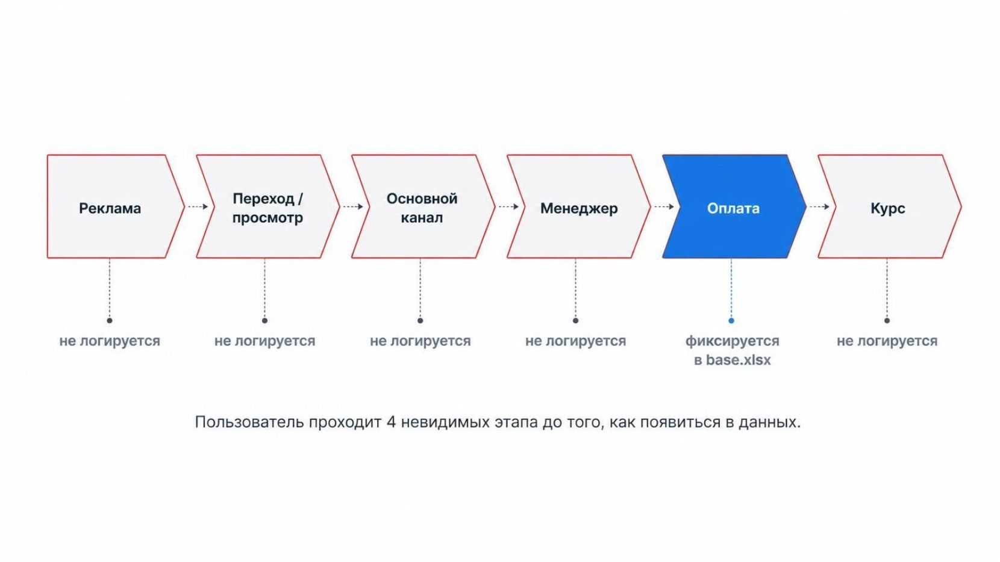 Реклама
Переход /
просмотр
Основной
канал
Менеджер
Оплата
Курс
не логируется
не логируется
не логируется
не логируется
фиксируется
в base.xlsx
не логируется
Пользователь проходит 4 невидимых этапа до того, как появиться в данных.